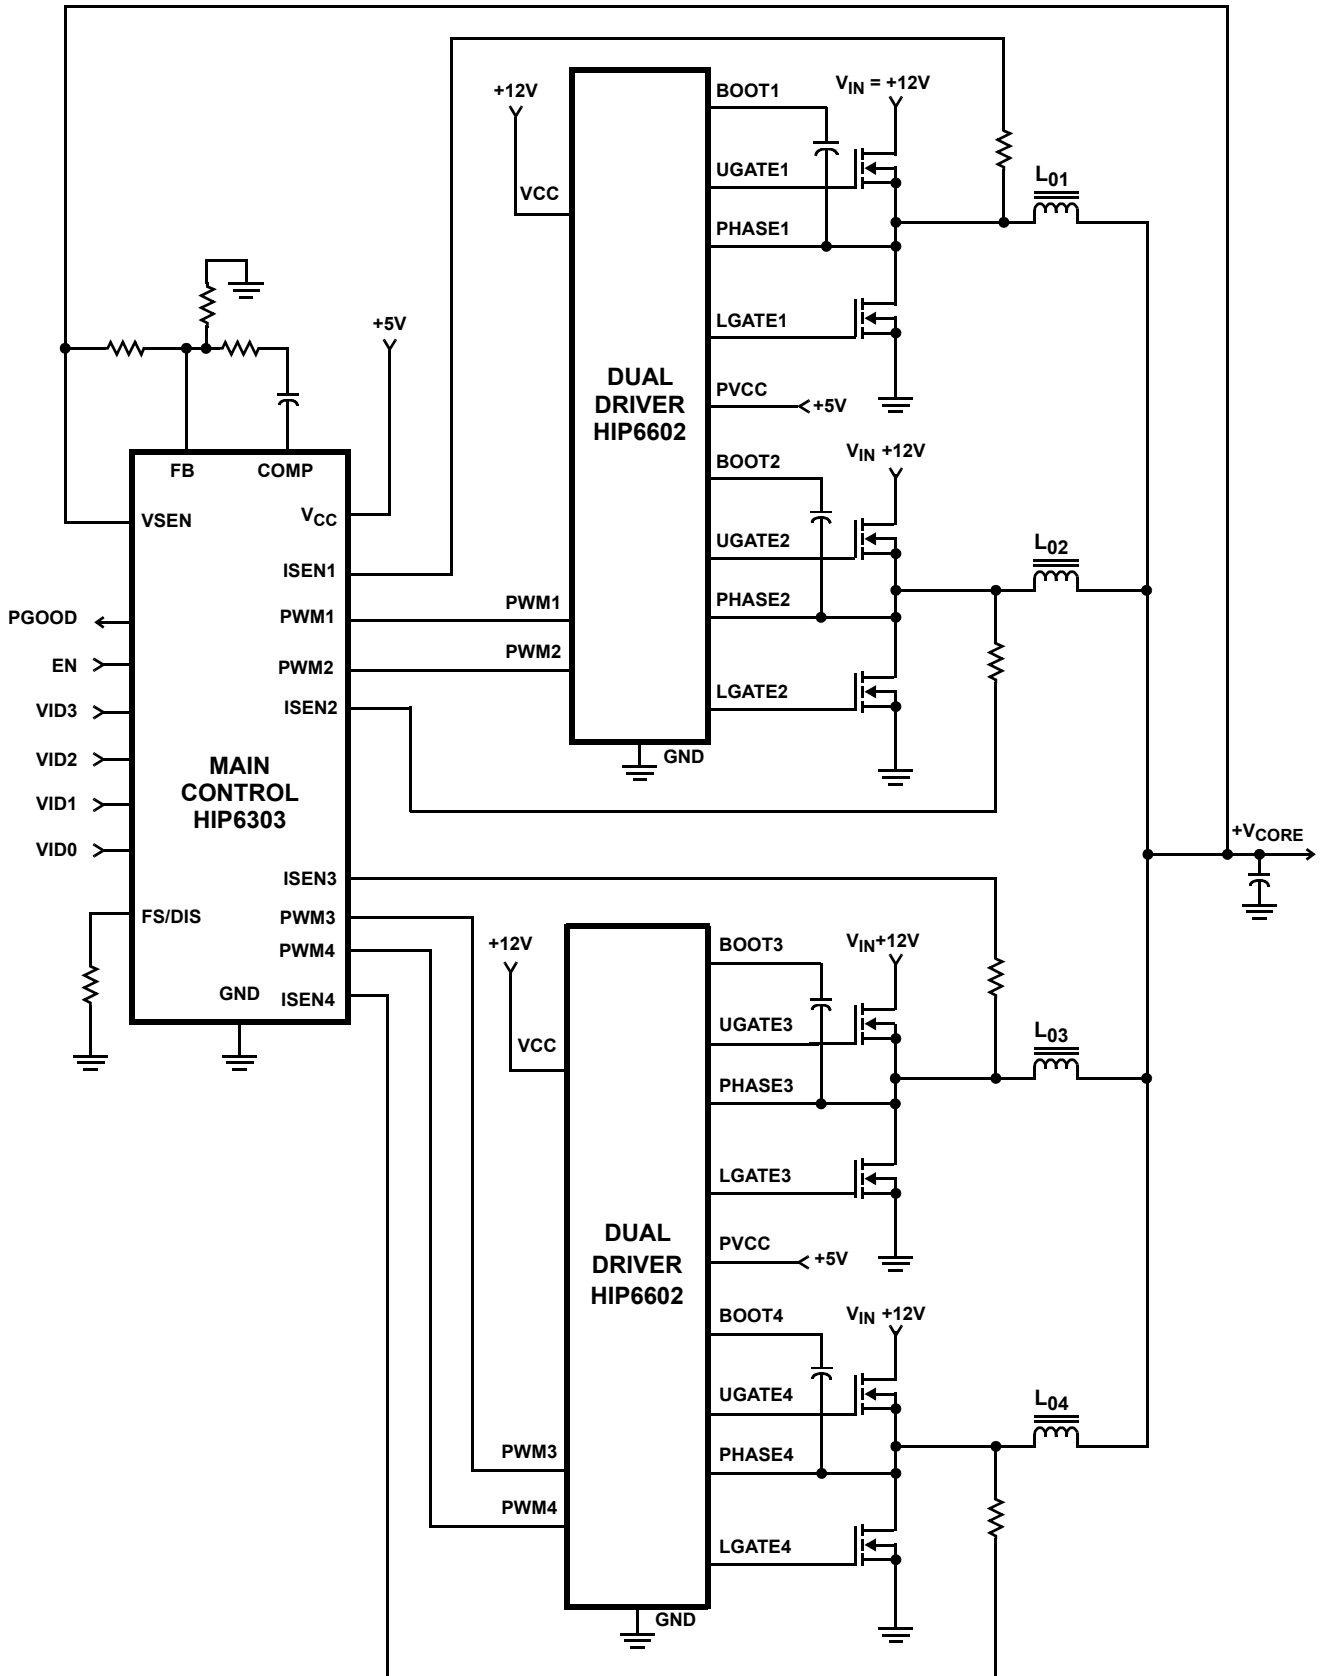 +12V
BOOT1
VIN = +12V
UGATE1
VCC
L01
PHASE1
+5V
LGATE1
DUAL
DRIVER
HIP6602
PVCC
+5V
BOOT2
VIN +12V
FB
COMP
VSEN
VCC
UGATE2
L02
ISEN1
PHASE2
PWM1
PWM1
PGOOD
PWM2
PWM2
EN
LGATE2
ISEN2
VID3
GND
VID2
MAIN
CONTROL
HIP6303
VID1
VID0
+VCORE
ISEN3
FS/DIS
PWM3
PWM4
GND
ISEN4
+12V
BOOT3
VIN+12V
UGATE3
VCC
L03
PHASE3
LGATE3
DUAL
DRIVER
HIP6602
PVCC
+5V
BOOT4
VIN +12V
UGATE4
L04
PWM3
PHASE4
PWM4
LGATE4
GND